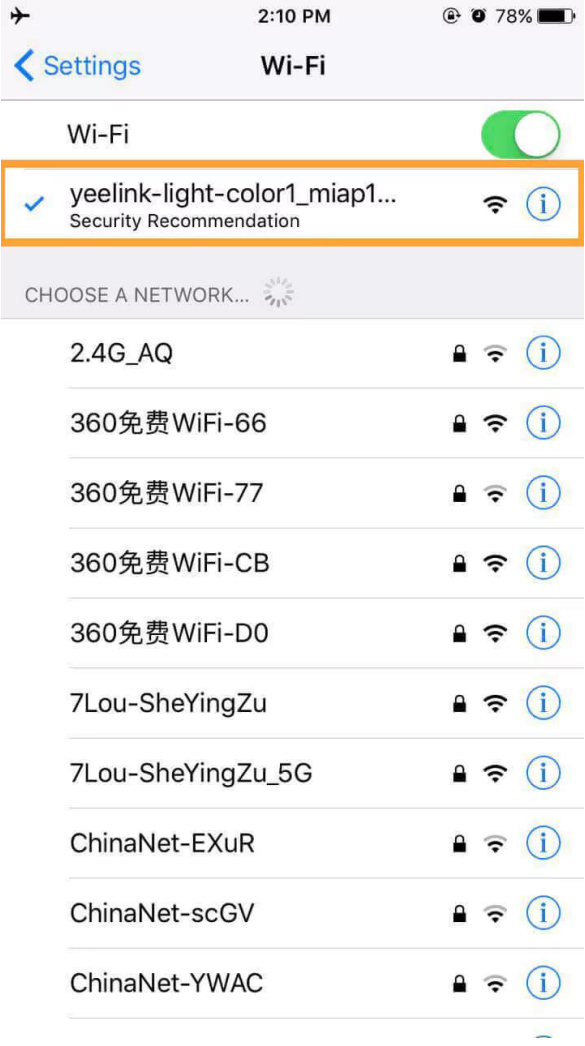 2:10 PM
78%
Settings
Wi-Fi
Wi-Fi
yeelink-light-color1_miap1...
Security Recommendation
CHOOSE A NETWORK...
2.4G_AQ
360免费WiFi-66
360免费WiFi-77
360免费WiFi-CB
360免费WiFi-D0
7Lou-SheYingZu
7Lou-SheYingZu_5G
ChinaNet-EXuR
ChinaNet-scGV
ChinaNet-YWAC